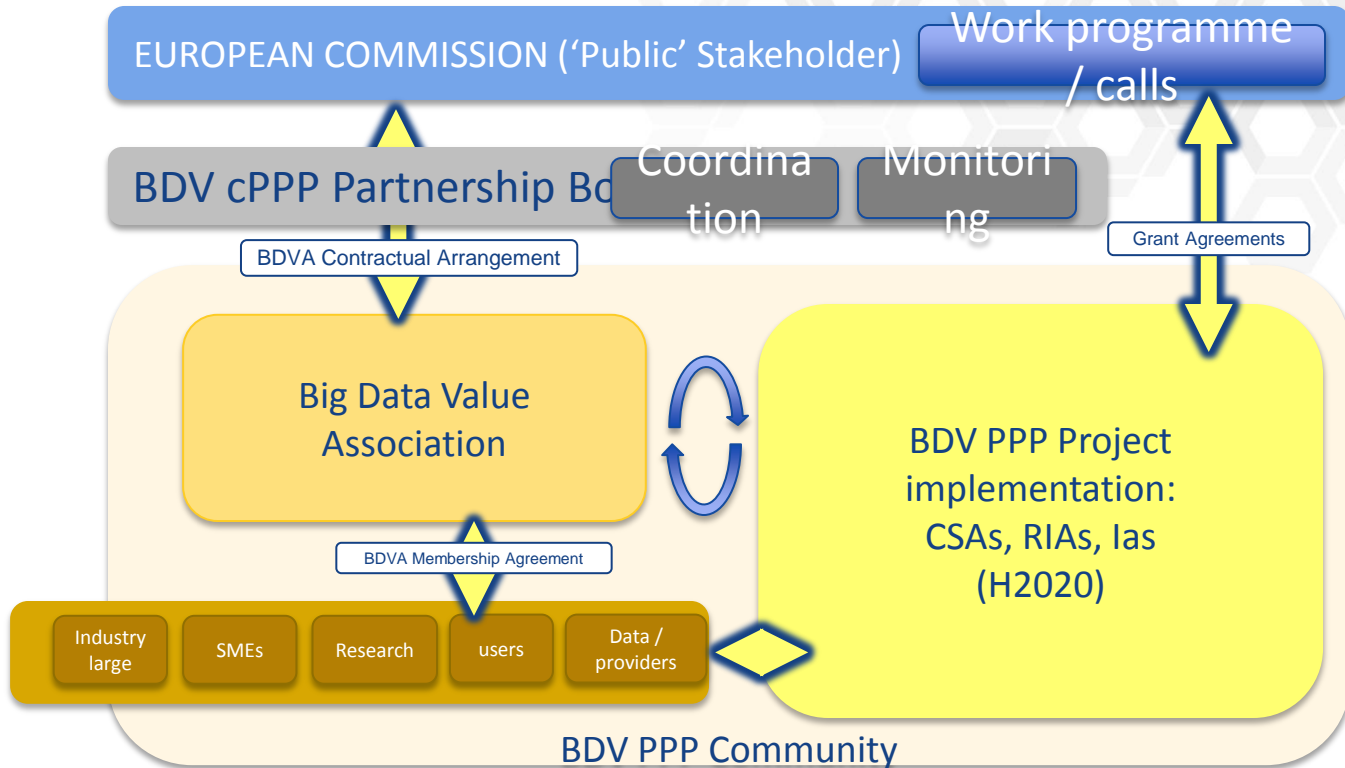 EUROPEAN COMMISSION (‘Public’ Stakeholder)
Work programme
/ calls
BDV cPPP Partnership Bo
Coordina
tion
Monitori
ng
BDVA Contractual Arrangement
Grant Agreements
Big Data Value
Association
BDV PPP Project
implementation:
CSAs, RIAs, Ias
(H2020)
BDVA Membership Agreement
Industry
large
SMEs
Research
users
Data /
providers
BDV PPP Community